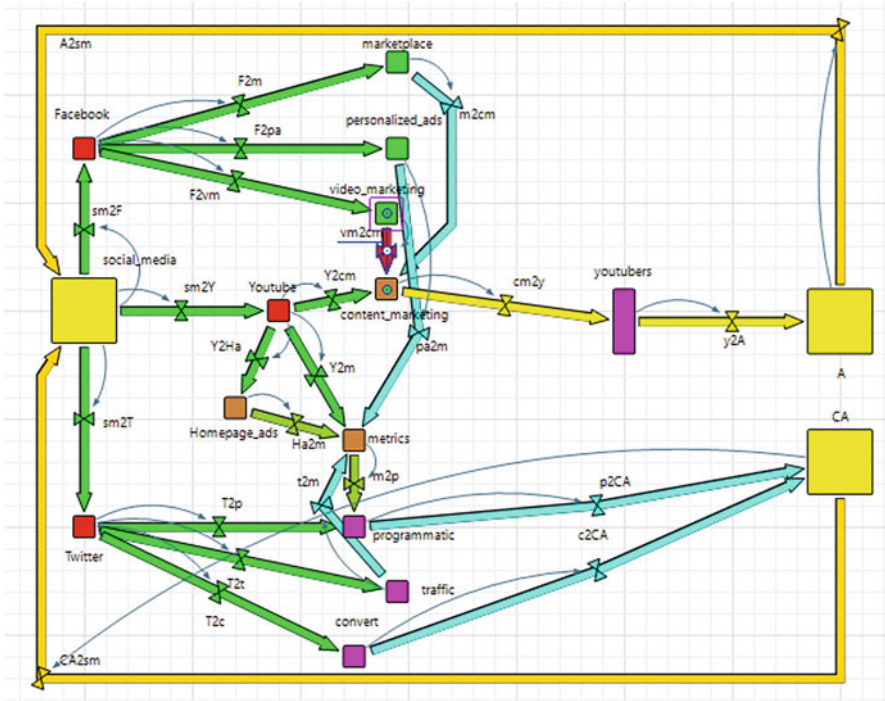 marketplace
A2sm
F2m
Facebook
m2cm
personalized_ads
F2pa
video_marketing
F2vm
sm2F
vm2cm
social_media
youtubers
sm2Y
Youtube
Y2cm
cm2y
content_marketing
y2A
Y2Ha
pa2m
Y2m
A
CA
sm2T
Homepage_ads
Ha2m
metrics
t2m
m2p
p2CA
T2p
programmatic
c2CA
Twitter
T2t
traffic
T2c
convert
CA2sm